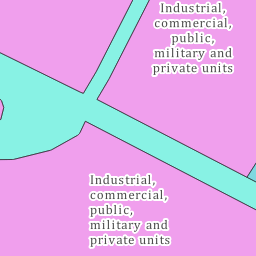 Industrial,
commercial,
public,
military and
private units
Industrial,
commercial,
public,
military and
private units